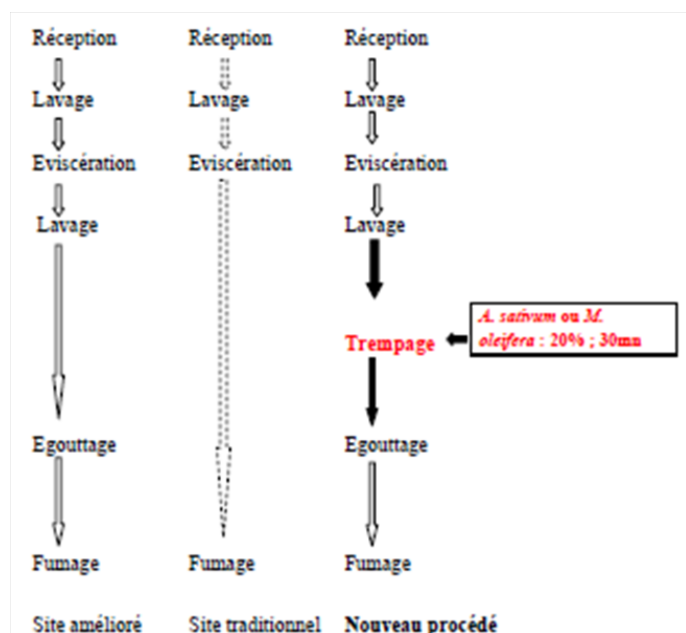 Réception Réception Réception
Lavage Lavage Lavage
Eviscération Eviscération Eviscération
Lavage Lavage
A. sativum ou M.
oleifera : 20% ; 30mn
Trempage
Egouttage Egouttage
Fumage Fumage Fumage
Site amélioré Site traditionnel Nouveau procédé